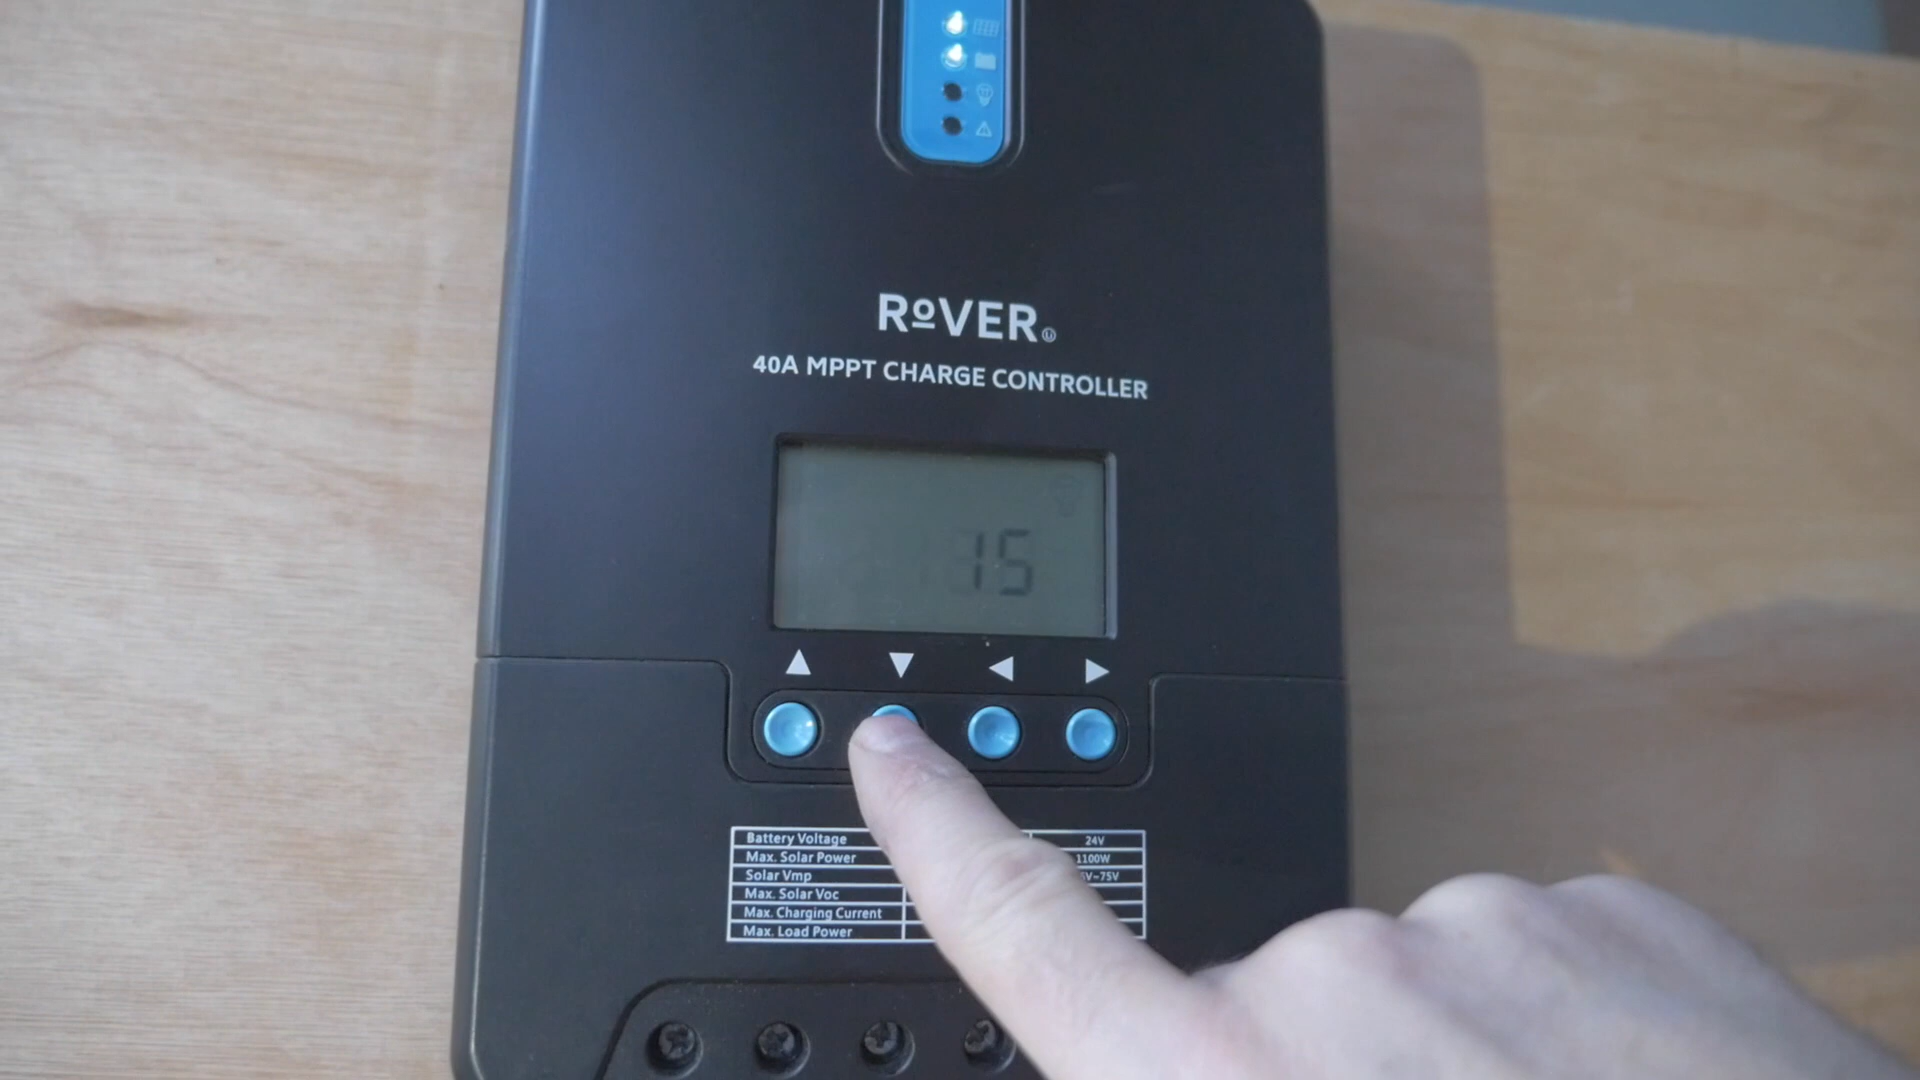 RoVER
40A MPPT CHARGE CONTROLLER
15
Battery Voltage 24V
Max. Solar Power 1100W
Solar Vmp
Max. Solar Voc
Max. Charging Current
Max. Load Power